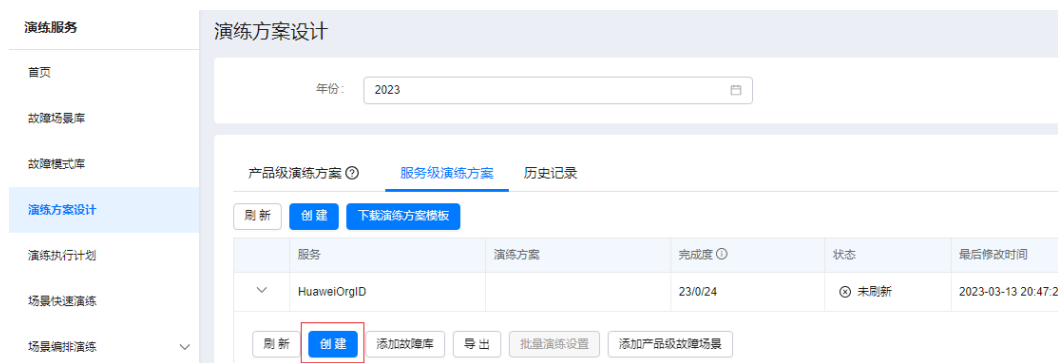 演练服务
首页
故障场景库
故障模式库
演练方案设计
演练执行计划
场景快速演练
场景编排演练
演练方案设计
年份： 2023
产品级演练方案 服务级演练方案 历史记录
刷新 创建 下载演练方案模板
服务 演练方案 完成度 状态 最后修改时间
HuaweiOrgID 23/0/24 未刷新 2023-03-13 20:47:2
刷新 创建 添加故障库 导出 批量演练设置 添加产品级故障场景